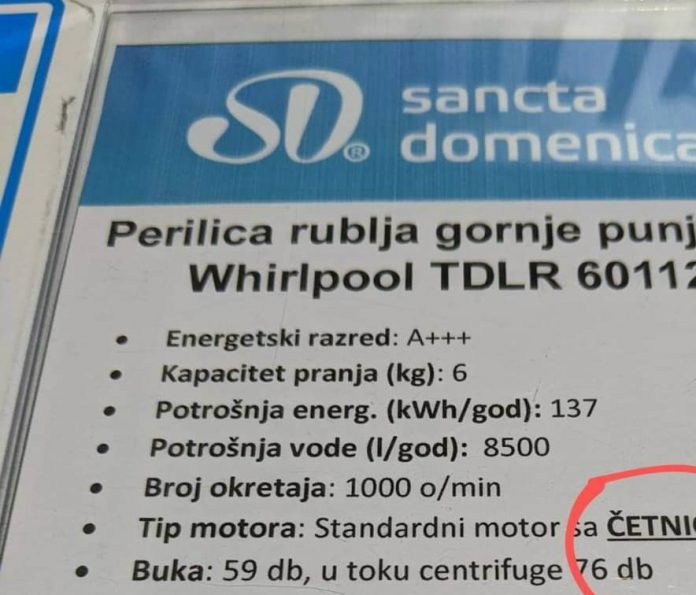 SD®
sancta
domenica
Perilica rublja gornje punj
Whirlpool TDLR 60112
• Energetski razred: A+++
• Kapacitet pranja (kg): 6
• Potrošnja energ. (kWh/god): 137
• Potrošnja vode (l/god): 8500
• Broj okretaja: 1000 o/min
• Tip motora: Standardni motor sa ČETNIC
• Buka: 59 db, u toku centrifuge 76 db